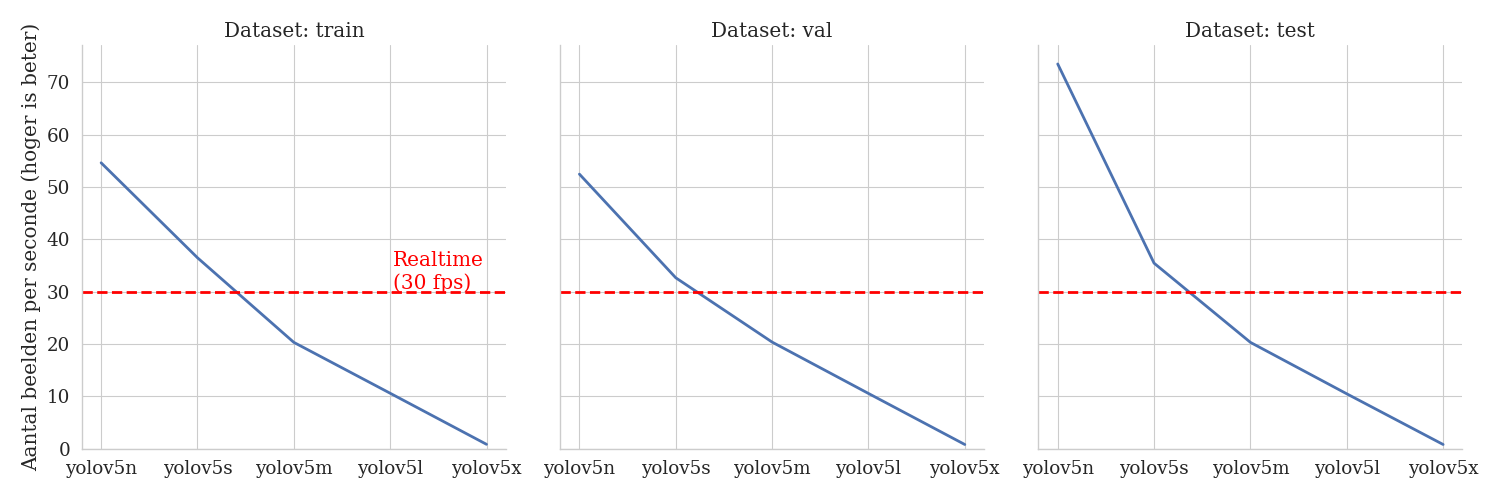 Dataset: train
Dataset: val
Dataset: test
Aantal beelden per seconde (hoger is beter)
70
60
50
40
30
20
10
0
Realtime
(30 fps)
yolov5n yolov5s yolov5m yolov5l yolov5x
yolov5n yolov5s yolov5m yolov5l yolov5x
yolov5n yolov5s yolov5m yolov5l yolov5x